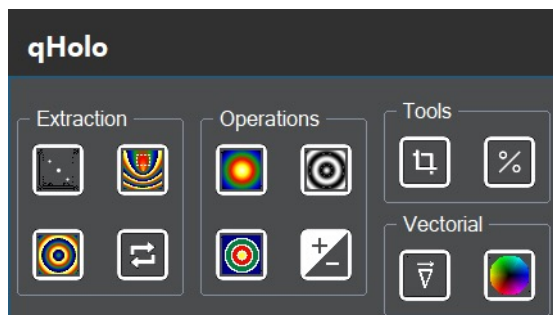 qHolo
Extraction
Operations
Tools
%
Vectorial
+
−